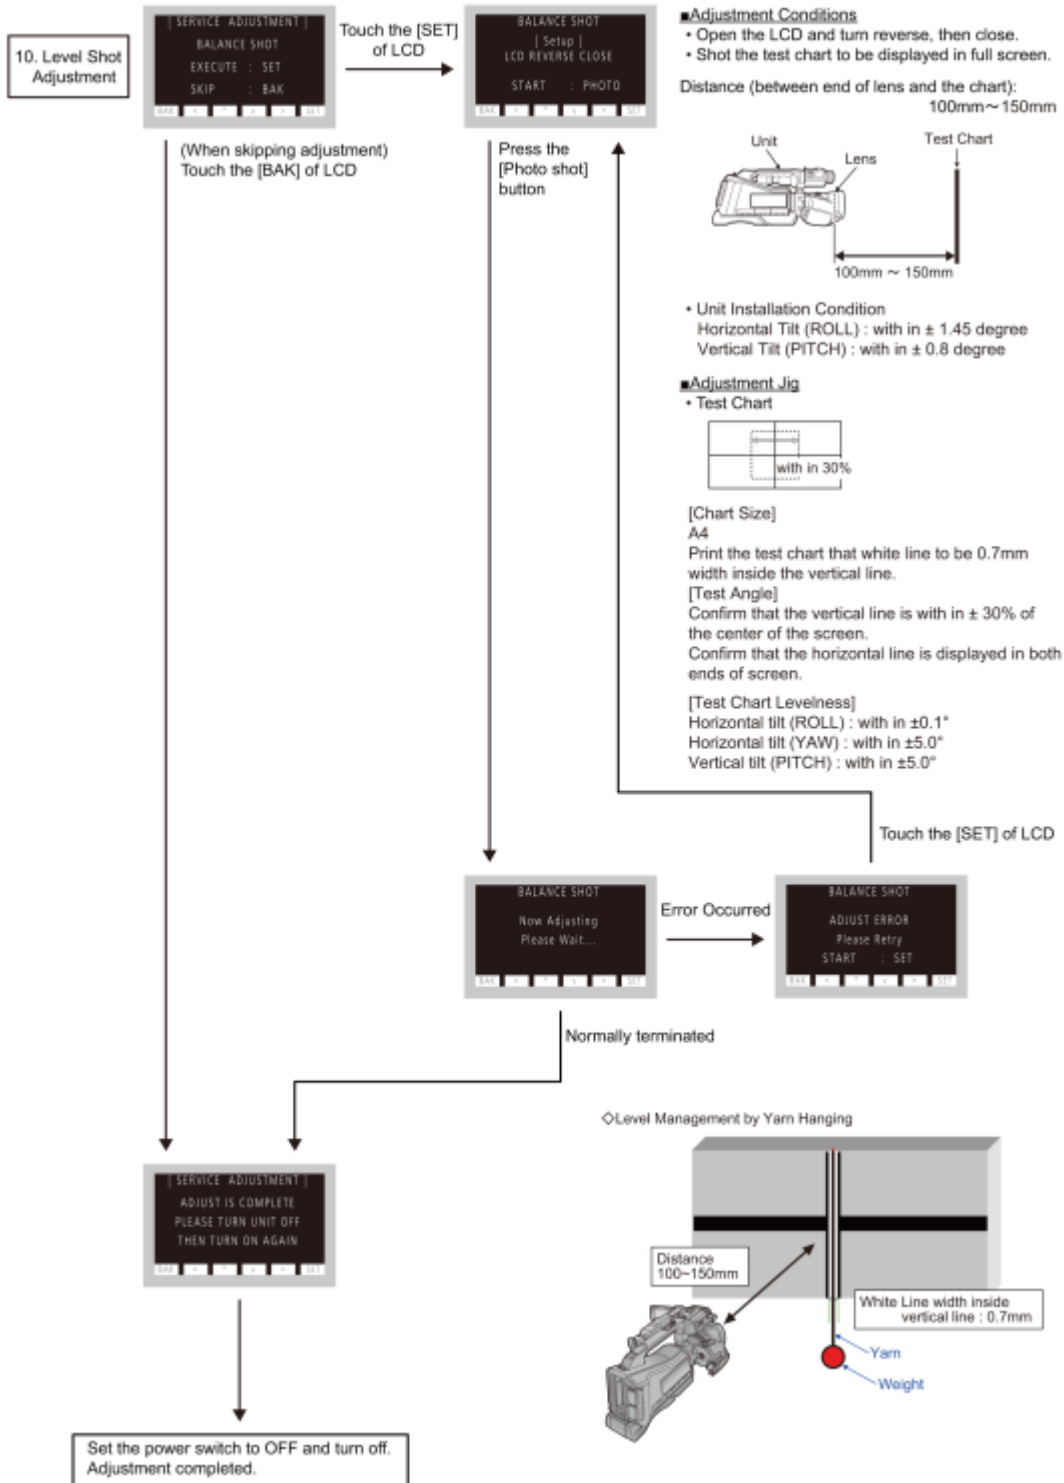 10. Level Shot
Adjustment
[ SERVICE ADJUSTMENT ]
BALANCE SHOT
EXECUTE : SET
SKIP : BAK
BAK < ^ v > SET
Touch the [SET]
of LCD
BALANCE SHOT
[ Setup ]
LCD REVERSE CLOSE
START : PHOTO
BAK < ^ v > SET
(When skipping adjustment)
Touch the [BAK] of LCD
Press the
[Photo shot]
button
■Adjustment Conditions
• Open the LCD and turn reverse, then close.
• Shot the test chart to be displayed in full screen.
Distance (between end of lens and the chart):
100mm～150mm
Unit
Lens
Test Chart
100mm ～ 150mm
• Unit Installation Condition
Horizontal Tilt (ROLL) : with in ± 1.45 degree
Vertical Tilt (PITCH) : with in ± 0.8 degree
■Adjustment Jig
• Test Chart
with in 30%
[Chart Size]
A4
Print the test chart that white line to be 0.7mm
width inside the vertical line.
[Test Angle]
Confirm that the vertical line is with in ± 30% of
the center of the screen.
Confirm that the horizontal line is displayed in both
ends of screen.
[Test Chart Levelness]
Horizontal tilt (ROLL) : with in ±0.1°
Horizontal tilt (YAW) : with in ±5.0°
Vertical tilt (PITCH) : with in ±5.0°
Touch the [SET] of LCD
BALANCE SHOT
Now Adjusting
Please Wait...
BAK < ^ v > SET
Error Occurred
BALANCE SHOT
ADJUST ERROR
Please Retry
START : SET
BAK < ^ v > SET
Normally terminated
[ SERVICE ADJUSTMENT ]
ADJUST IS COMPLETE
PLEASE TURN UNIT OFF
THEN TURN ON AGAIN
BAK < ^ v > SET
◇Level Management by Yarn Hanging
Distance
100~150mm
White Line width inside
vertical line : 0.7mm
Yarn
Weight
Set the power switch to OFF and turn off.
Adjustment completed.